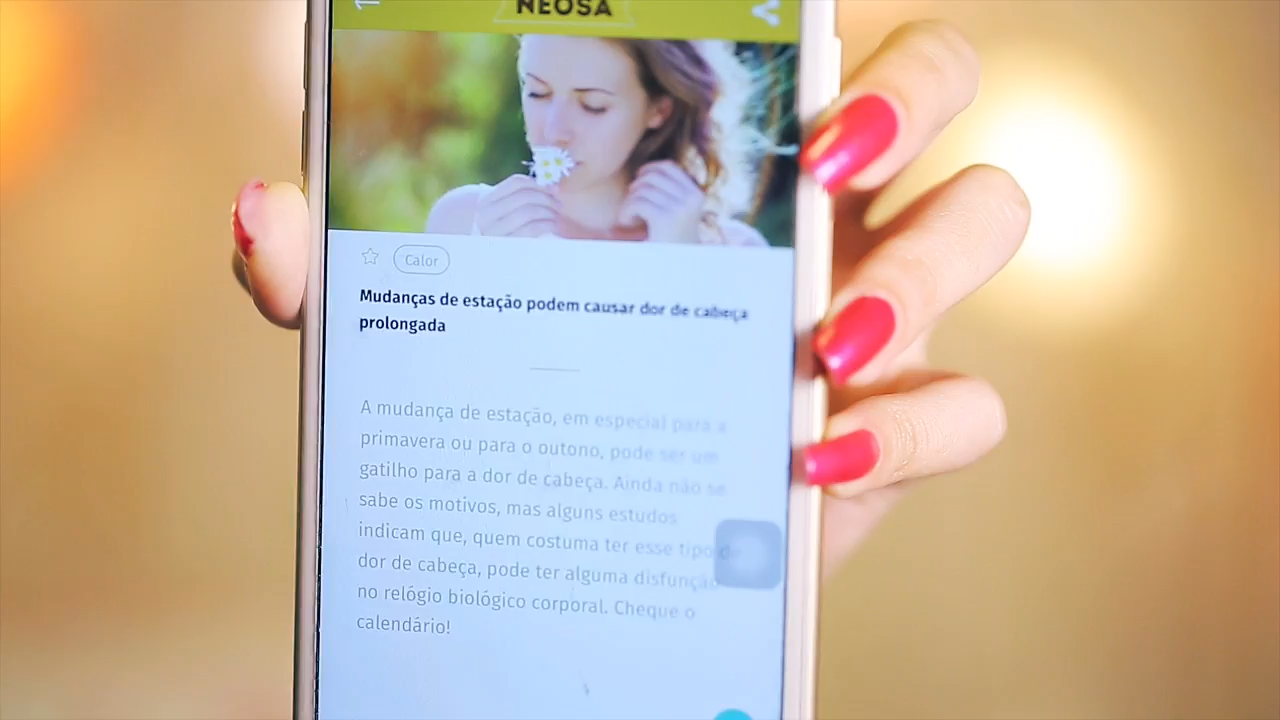 NEOSA
Calor
Mudanças de estação podem causar dor de cabeça
prolongada
A mudança de estação, em especial para a
primavera ou para o outono, pode ser um
gatilho para a dor de cabeça. Ainda não se
sabe os motivos, mas alguns estudos
indicam que, quem costuma ter esse tipo de
dor de cabeça, pode ter alguma disfunção
no relógio biológico corporal. Cheque o
calendário!